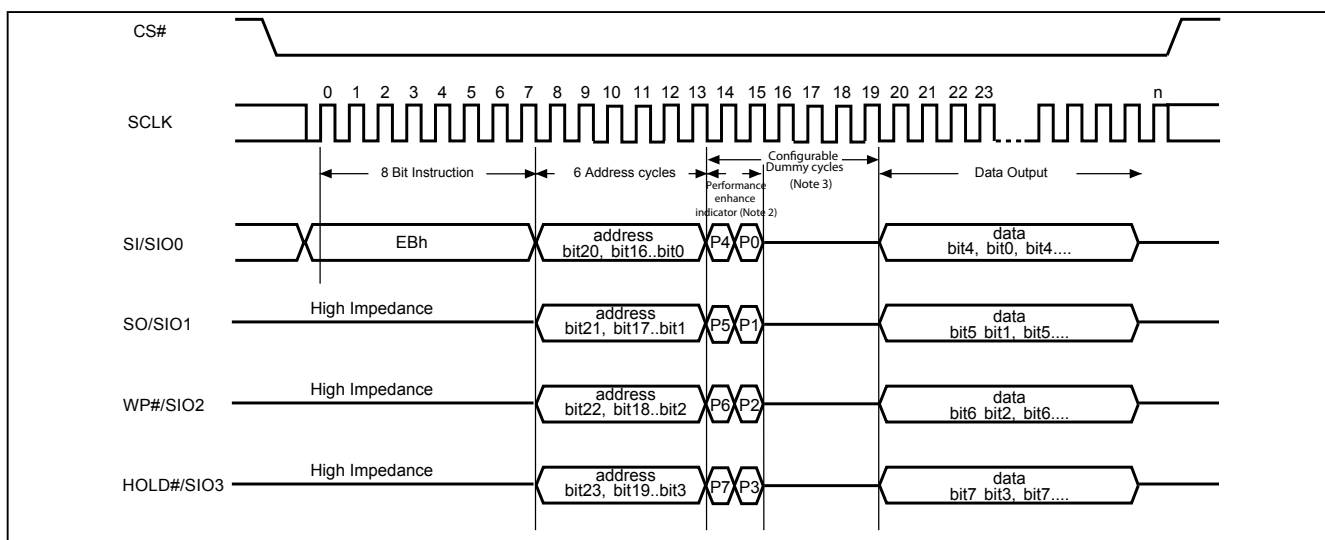 CS#
0 1 2 3 4 5 6 7 8 9 10 11 12 13 14 15 16 17 18 19 20 21 22 23 n
SCLK
8 Bit Instruction
6 Address cycles
Configurable
Dummy cycles
(Note 3)
Data Output
Performance
enhance
indicator (Note 2)
SI/SIO0
EBh
address
bit20, bit16..bit0
P4 P0
data
bit4, bit0, bit4....
SO/SIO1
High Impedance
address
bit21, bit17..bit1
P5 P1
data
bit5 bit1, bit5....
WP#/SIO2
High Impedance
address
bit22, bit18..bit2
P6 P2
data
bit6 bit2, bit6....
HOLD#/SIO3
High Impedance
address
bit23, bit19..bit3
P7 P3
data
bit7 bit3, bit7....